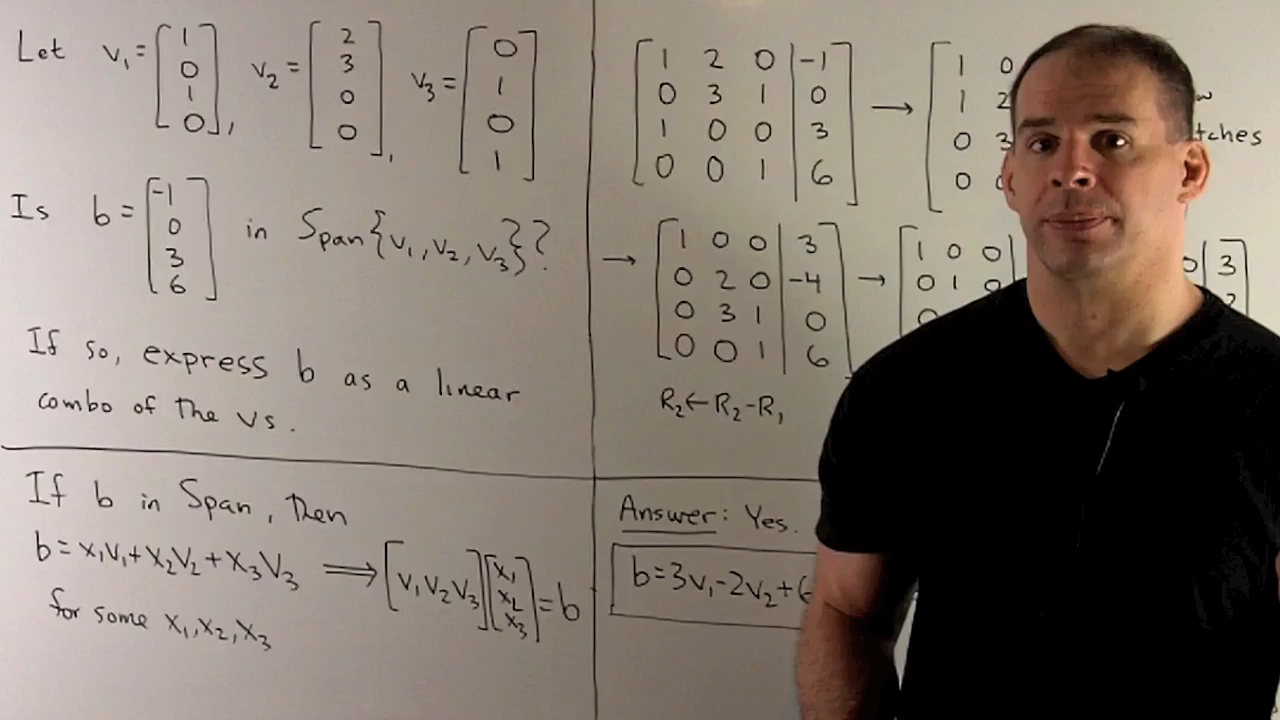 Let v₁ = [1 0 1 0], v₂ = [2 3 0 0], v₃ = [0 1 0 1]
Is b = [-1 0 3 6] in Span{v₁, v₂, v₃}?
If so, express b as a linear
combo of the vs.
If b in Span, then
b = x₁v₁ + x₂v₂ + x₃v₃ ⟹ [v₁ v₂ v₃][x₁ x₂ x₃] = b
for some x₁, x₂, x₃
1 2 0 | -1
0 3 1 | 0
1 0 0 | 3
0 0 1 | 6
→
1 0
1 2
0 3
0
tches
→
1 0 0 | 3
0 2 0 | -4
0 3 1 | 0
0 0 1 | 6
R₂ ← R₂ - R₁
→
1 0 0
0 1 0
0 | 3
Answer: Yes.
b = 3v₁ - 2v₂ + 6